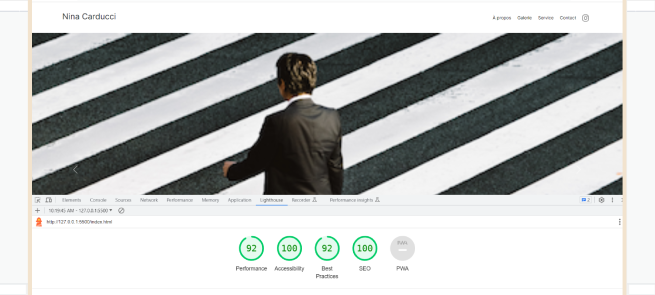 Nina Carducci
À propos Galerie Service Contact
Elements Console Sources Network Performance Memory Application Lighthouse Recorder Performance insights 2
10:19:45 AM - 127.0.0.1:5500
http://127.0.0.1:5500/index.html
92 100 92 100 PWA
Performance Accessibility Best Practices SEO PWA